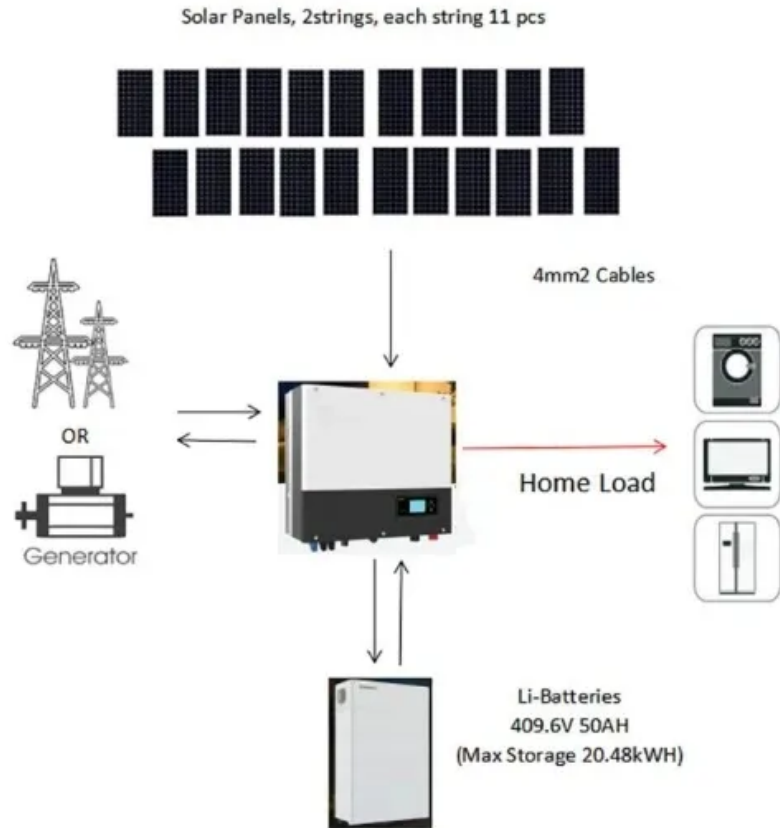 Solar Panels, 2strings, each string 11 pcs
4mm2 Cables
OR
Generator
Home Load
Li-Batteries
409.6V 50AH
(Max Storage 20.48kWH)